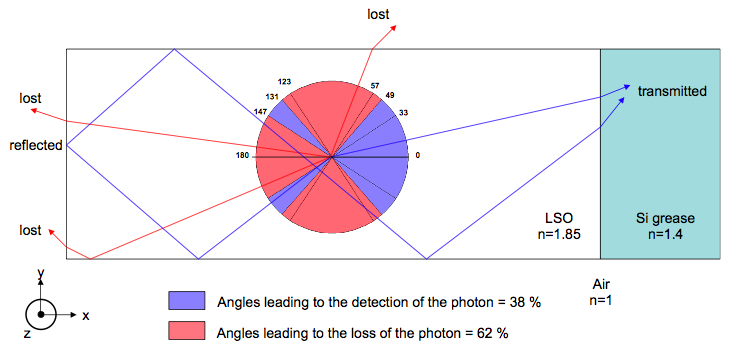 lost
123
57
131
49
147
33
lost
transmitted
reflected
180
0
lost
LSO
n=1.85
Si grease
n=1.4
Air
n=1
y
x
z
Angles leading to the detection of the photon = 38 %
Angles leading to the loss of the photon = 62 %